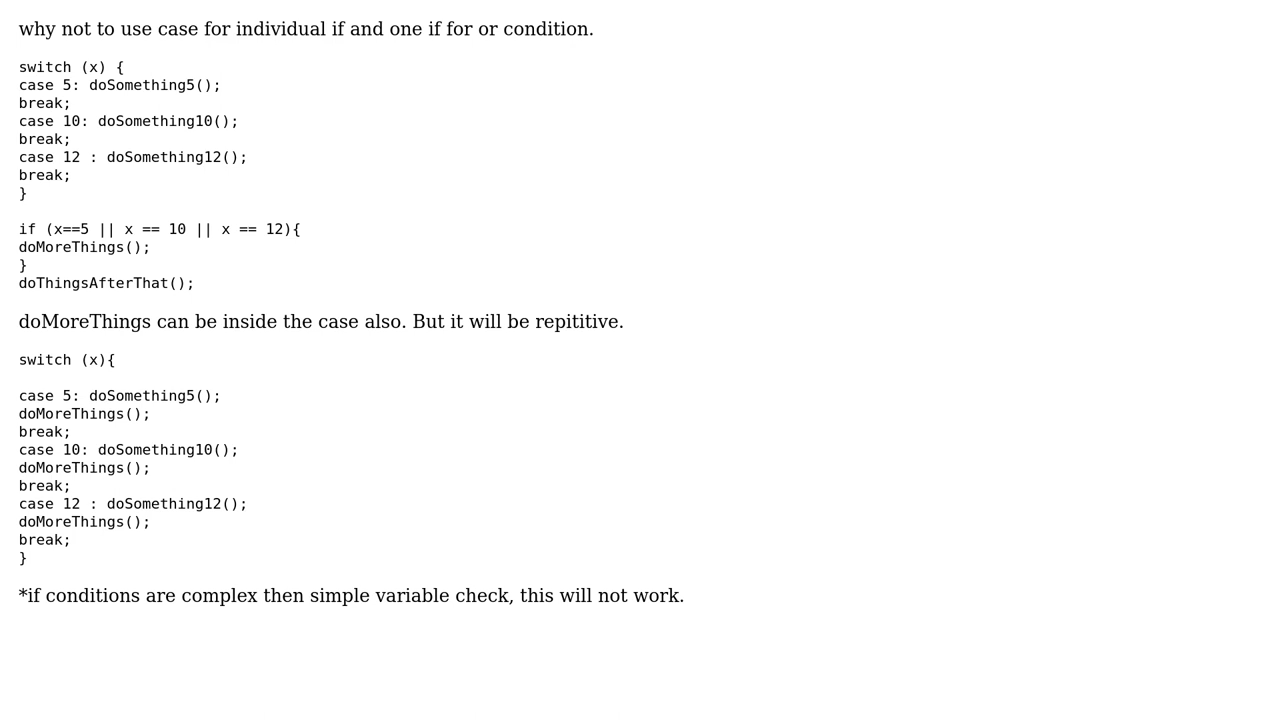 why not to use case for individual if and one if for or condition.
switch (x) {
case 5: doSomething5();
break;
case 10: doSomething10();
break;
case 12 : doSomething12();
break;
}
if (x==5 || x == 10 || x == 12){
doMoreThings();
}
doThingsAfterThat();
doMoreThings can be inside the case also. But it will be repititive.
switch (x){
case 5: doSomething5();
doMoreThings();
break;
case 10: doSomething10();
doMoreThings();
break;
case 12 : doSomething12();
doMoreThings();
break;
}
*if conditions are complex then simple variable check, this will not work.